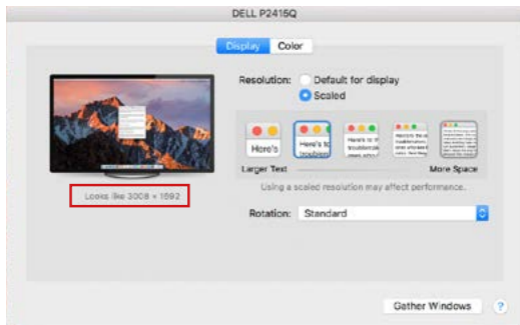 DELL P2415Q
Display Color
Resolution: Default for display
Scaled
Here's
Larger Text More Space
Looks like 3008 × 1692
Using a scaled resolution may affect performance.
Rotation: Standard
Gather Windows ?